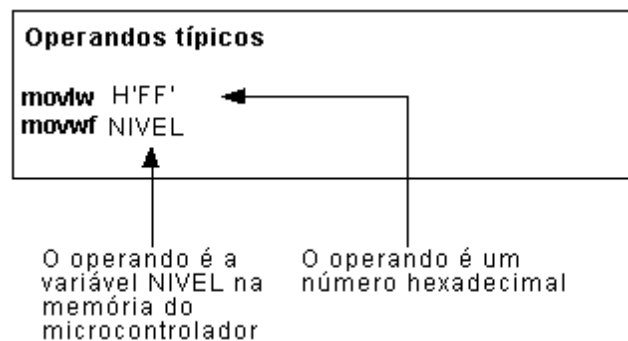 Operandos típicos
movlw H'FF'
movwf NIVEL
O operando é a
variável NIVEL na
memória do
microcontrolador
O operando é um
número hexadecimal